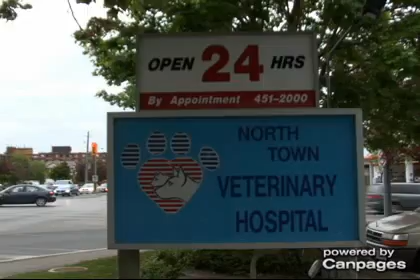 OPEN 24 HRS
By Appointment 451-2000
NORTH
TOWN
VETERINARY
HOSPITAL
powered by
Canpages